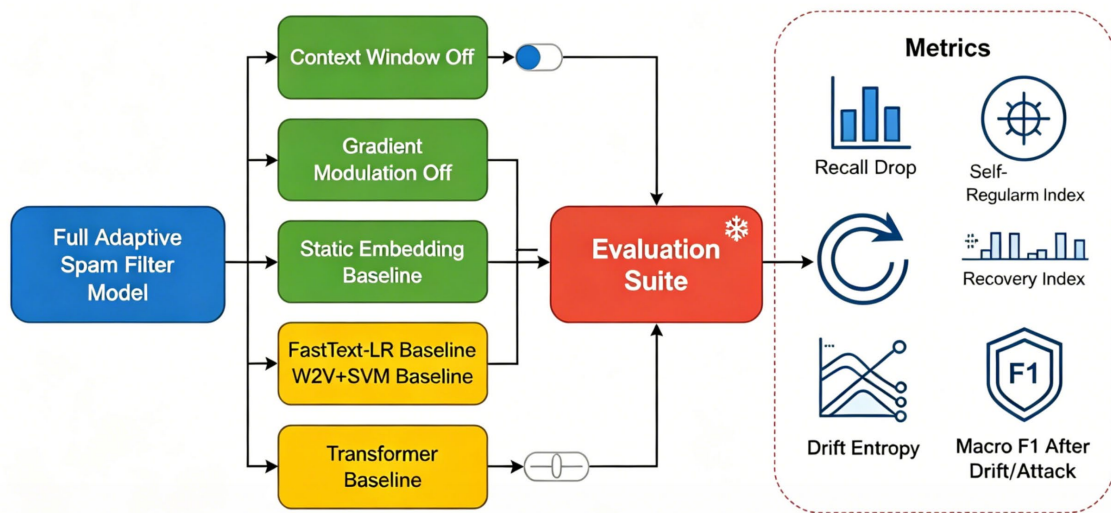 Full Adaptive
Spam Filter
Model
Context Window Off
Gradient
Modulation Off
Static Embedding
Baseline
FastText-LR Baseline
W2V+SVM Baseline
Transformer
Baseline
Evaluation
Suite
Metrics
Recall Drop
Self-
Regularm Index
Recovery Index
Drift Entropy
F1
Macro F1 After
Drift/Attack